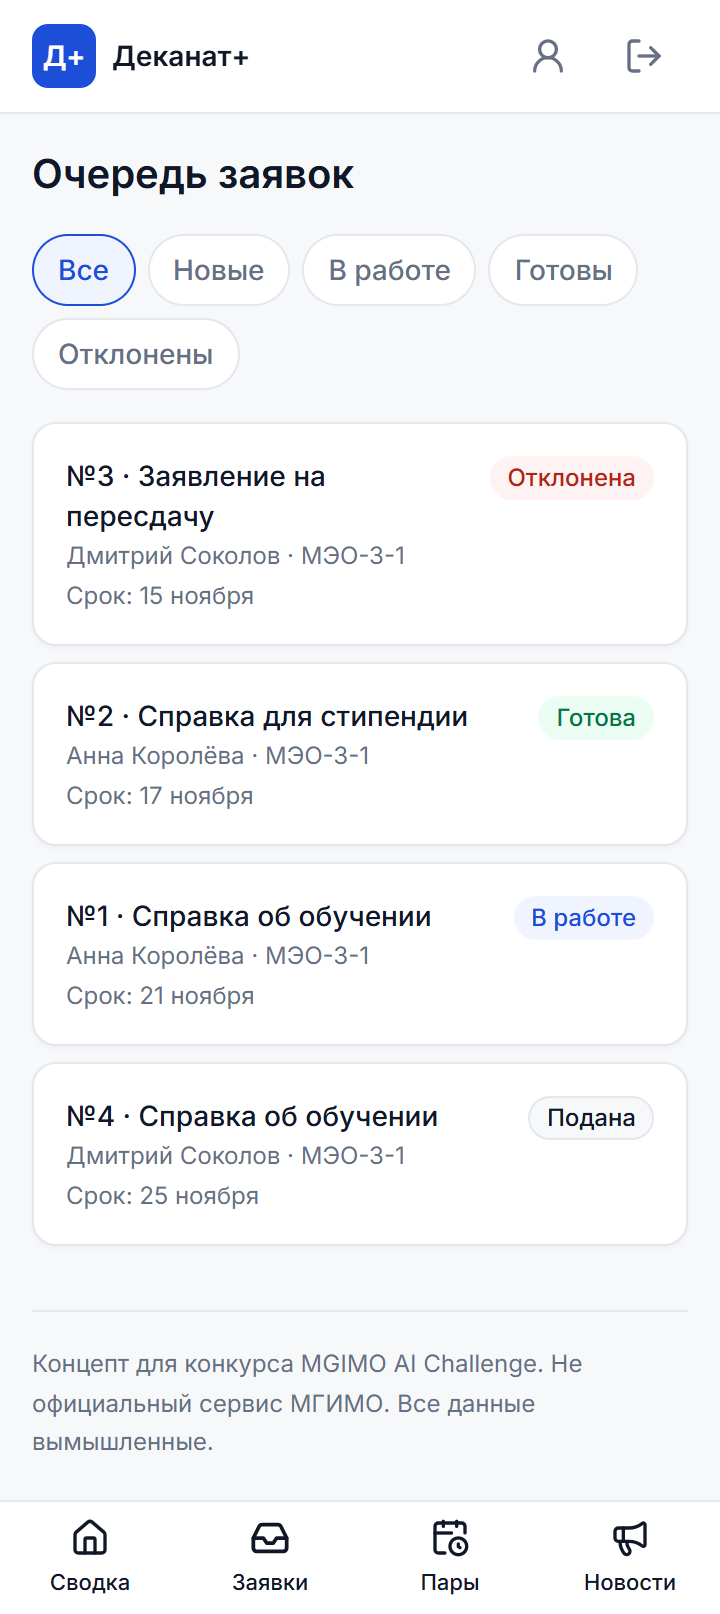 Д+ Деканат+
Очередь заявок
Все Новые В работе Готовы
Отклонены
№3 · Заявление на Отклонена
пересдачу
Дмитрий Соколов · МЭО-3-1
Срок: 15 ноября
№2 · Справка для стипендии Готова
Анна Королёва · МЭО-3-1
Срок: 17 ноября
№1 · Справка об обучении В работе
Анна Королёва · МЭО-3-1
Срок: 21 ноября
№4 · Справка об обучении Подана
Дмитрий Соколов · МЭО-3-1
Срок: 25 ноября
Концепт для конкурса MGIMO AI Challenge. Не
официальный сервис МГИМО. Все данные
вымышленные.
Сводка Заявки Пары Новости